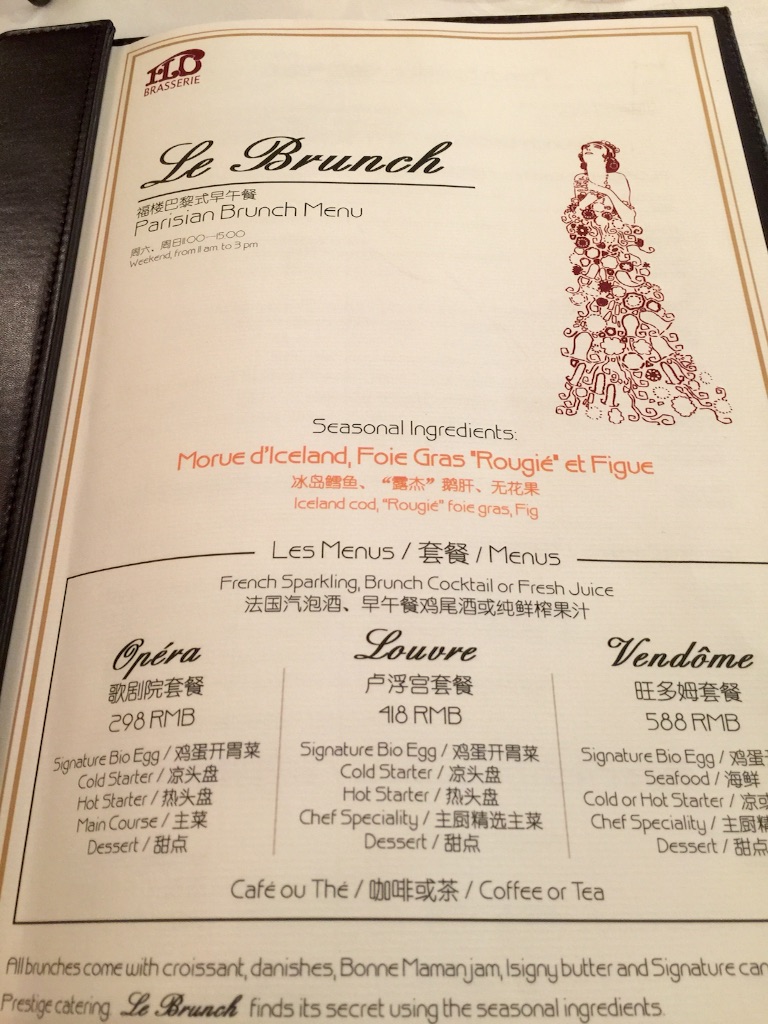 FLO
BRASSERIE
Le Brunch
福楼巴黎式早午餐
Parisian Brunch Menu
周六、周日11:00—15:00
Weekend, from 11 am. to 3 pm
Seasonal Ingredients:
Morue d'Iceland, Foie Gras "Rougié" et Figue
冰岛鳕鱼、“露杰”鹅肝、无花果
Iceland cod, "Rougié" foie gras, Fig
Les Menus / 套餐 / Menus
French Sparkling, Brunch Cocktail or Fresh Juice
法国汽泡酒、早午餐鸡尾酒或纯鲜榨果汁
Opéra
歌剧院套餐
298 RMB
Signature Bio Egg / 鸡蛋开胃菜
Cold Starter / 凉头盘
Hot Starter / 热头盘
Main Course / 主菜
Dessert / 甜点
Louvre
卢浮宫套餐
418 RMB
Signature Bio Egg / 鸡蛋开胃菜
Cold Starter / 凉头盘
Hot Starter / 热头盘
Chef Speciality / 主厨精选主菜
Dessert / 甜点
Vendôme
旺多姆套餐
588 RMB
Signature Bio Egg / 鸡蛋
Seafood / 海鲜
Cold or Hot Starter / 凉或
Chef Speciality / 主厨精
Dessert / 甜点
Café ou Thé / 咖啡或茶 / Coffee or Tea
All brunches come with croissant, danishes, Bonne Maman jam, Isigny butter and Signature can
Prestige catering. Le Brunch finds its secret using the seasonal ingredients.